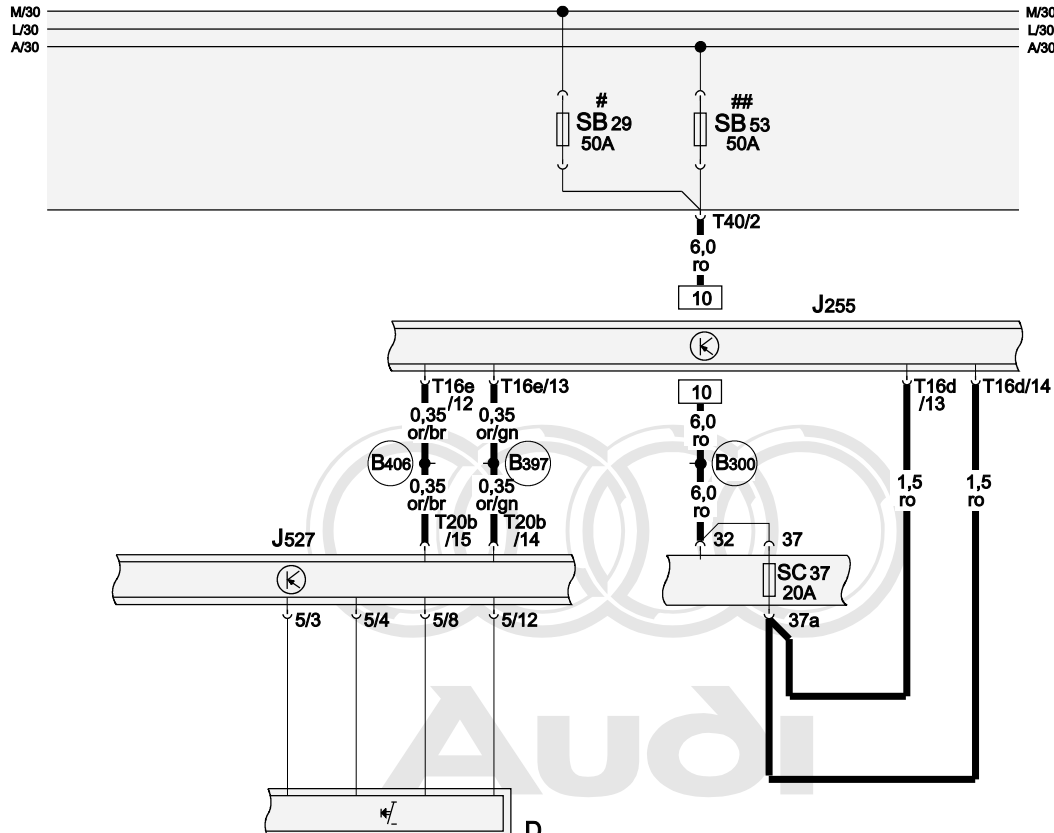 M/30 M/30
L/30 L/30
A/30 A/30
# ##
SB 29 SB 53
50A 50A
T40/2
6,0
ro
10
J255
T16e
/12
T16e/13
10
T16d
/13
T16d/14
0,35
or/br
0,35
or/gn
6,0
ro
B406
B397
B300
0,35
or/br
0,35
or/gn
6,0
ro
1,5
ro
1,5
ro
T20b
/15
T20b
/14
J527
32 37
SC 37
20A
5/3 5/4 5/8 5/12 37a
Audi
D